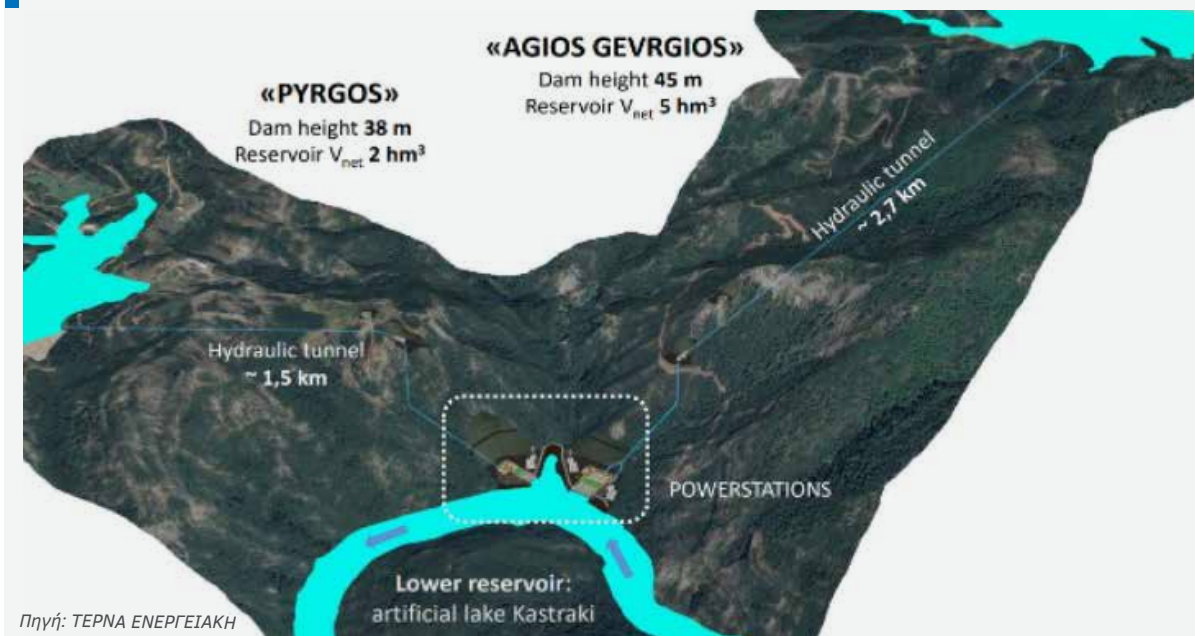 «AGIOS GEVRGIOS»
Dam height 45 m
Reservoir Vnet 5 hm³
«PYRGOS»
Dam height 38 m
Reservoir Vnet 2 hm³
Hydraulic tunnel
~ 2,7 km
Hydraulic tunnel
~ 1,5 km
POWERSTATIONS
Lower reservoir:
artificial lake Kastraki
Πηγή: ΤΕΡΝΑ ΕΝΕΡΓΕΙΑΚΗ